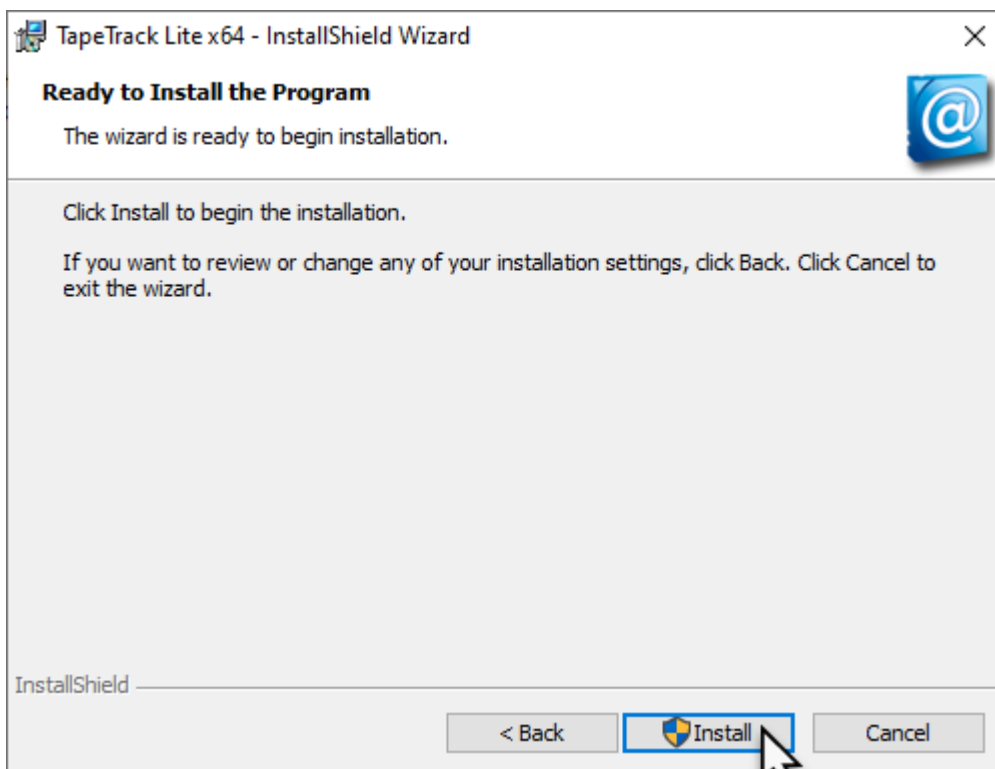 TapeTrack Lite x64 - InstallShield Wizard
Ready to Install the Program
The wizard is ready to begin installation.
Click Install to begin the installation.
If you want to review or change any of your installation settings, click Back. Click Cancel to
exit the wizard.
InstallShield
< Back
Install
Cancel